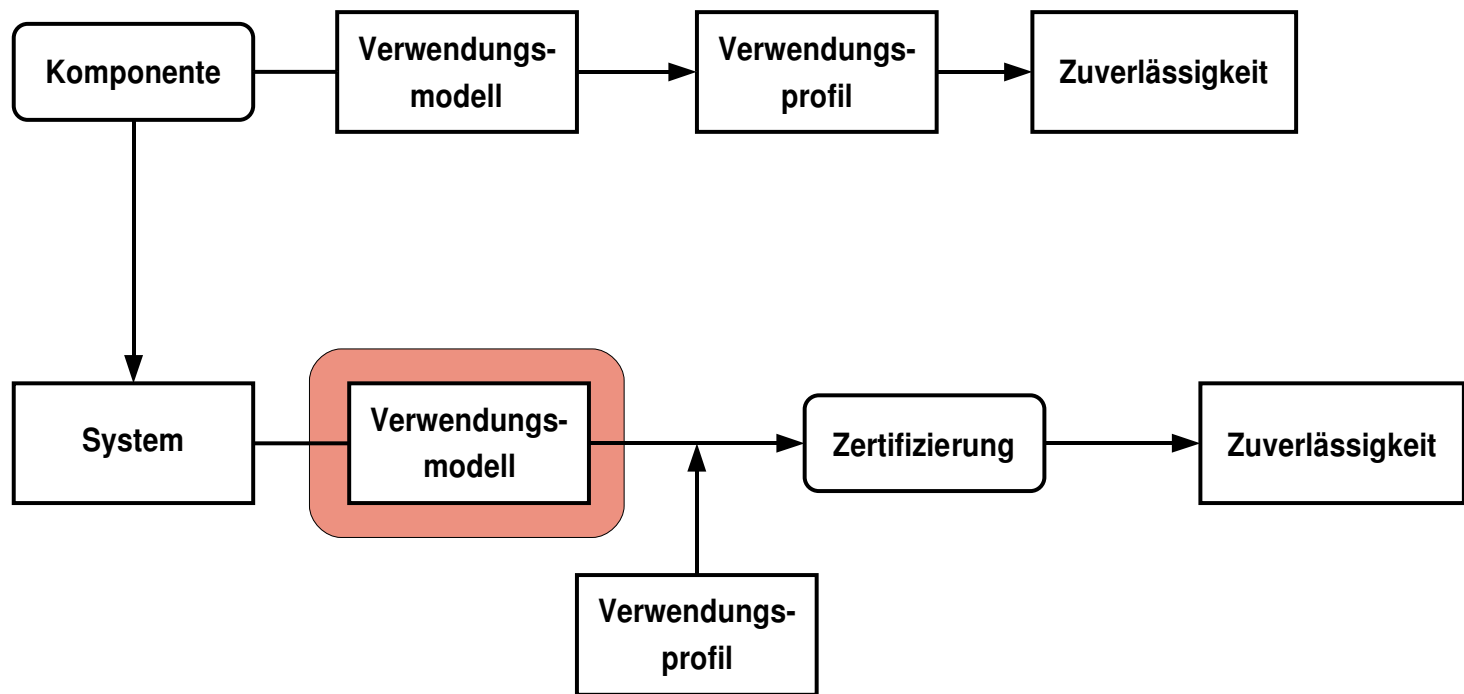 Komponente
Verwendungs-
modell
Verwendungs-
profil
Zuverlässigkeit
System
Verwendungs-
modell
Zertifizierung
Zuverlässigkeit
Verwendungs-
profil